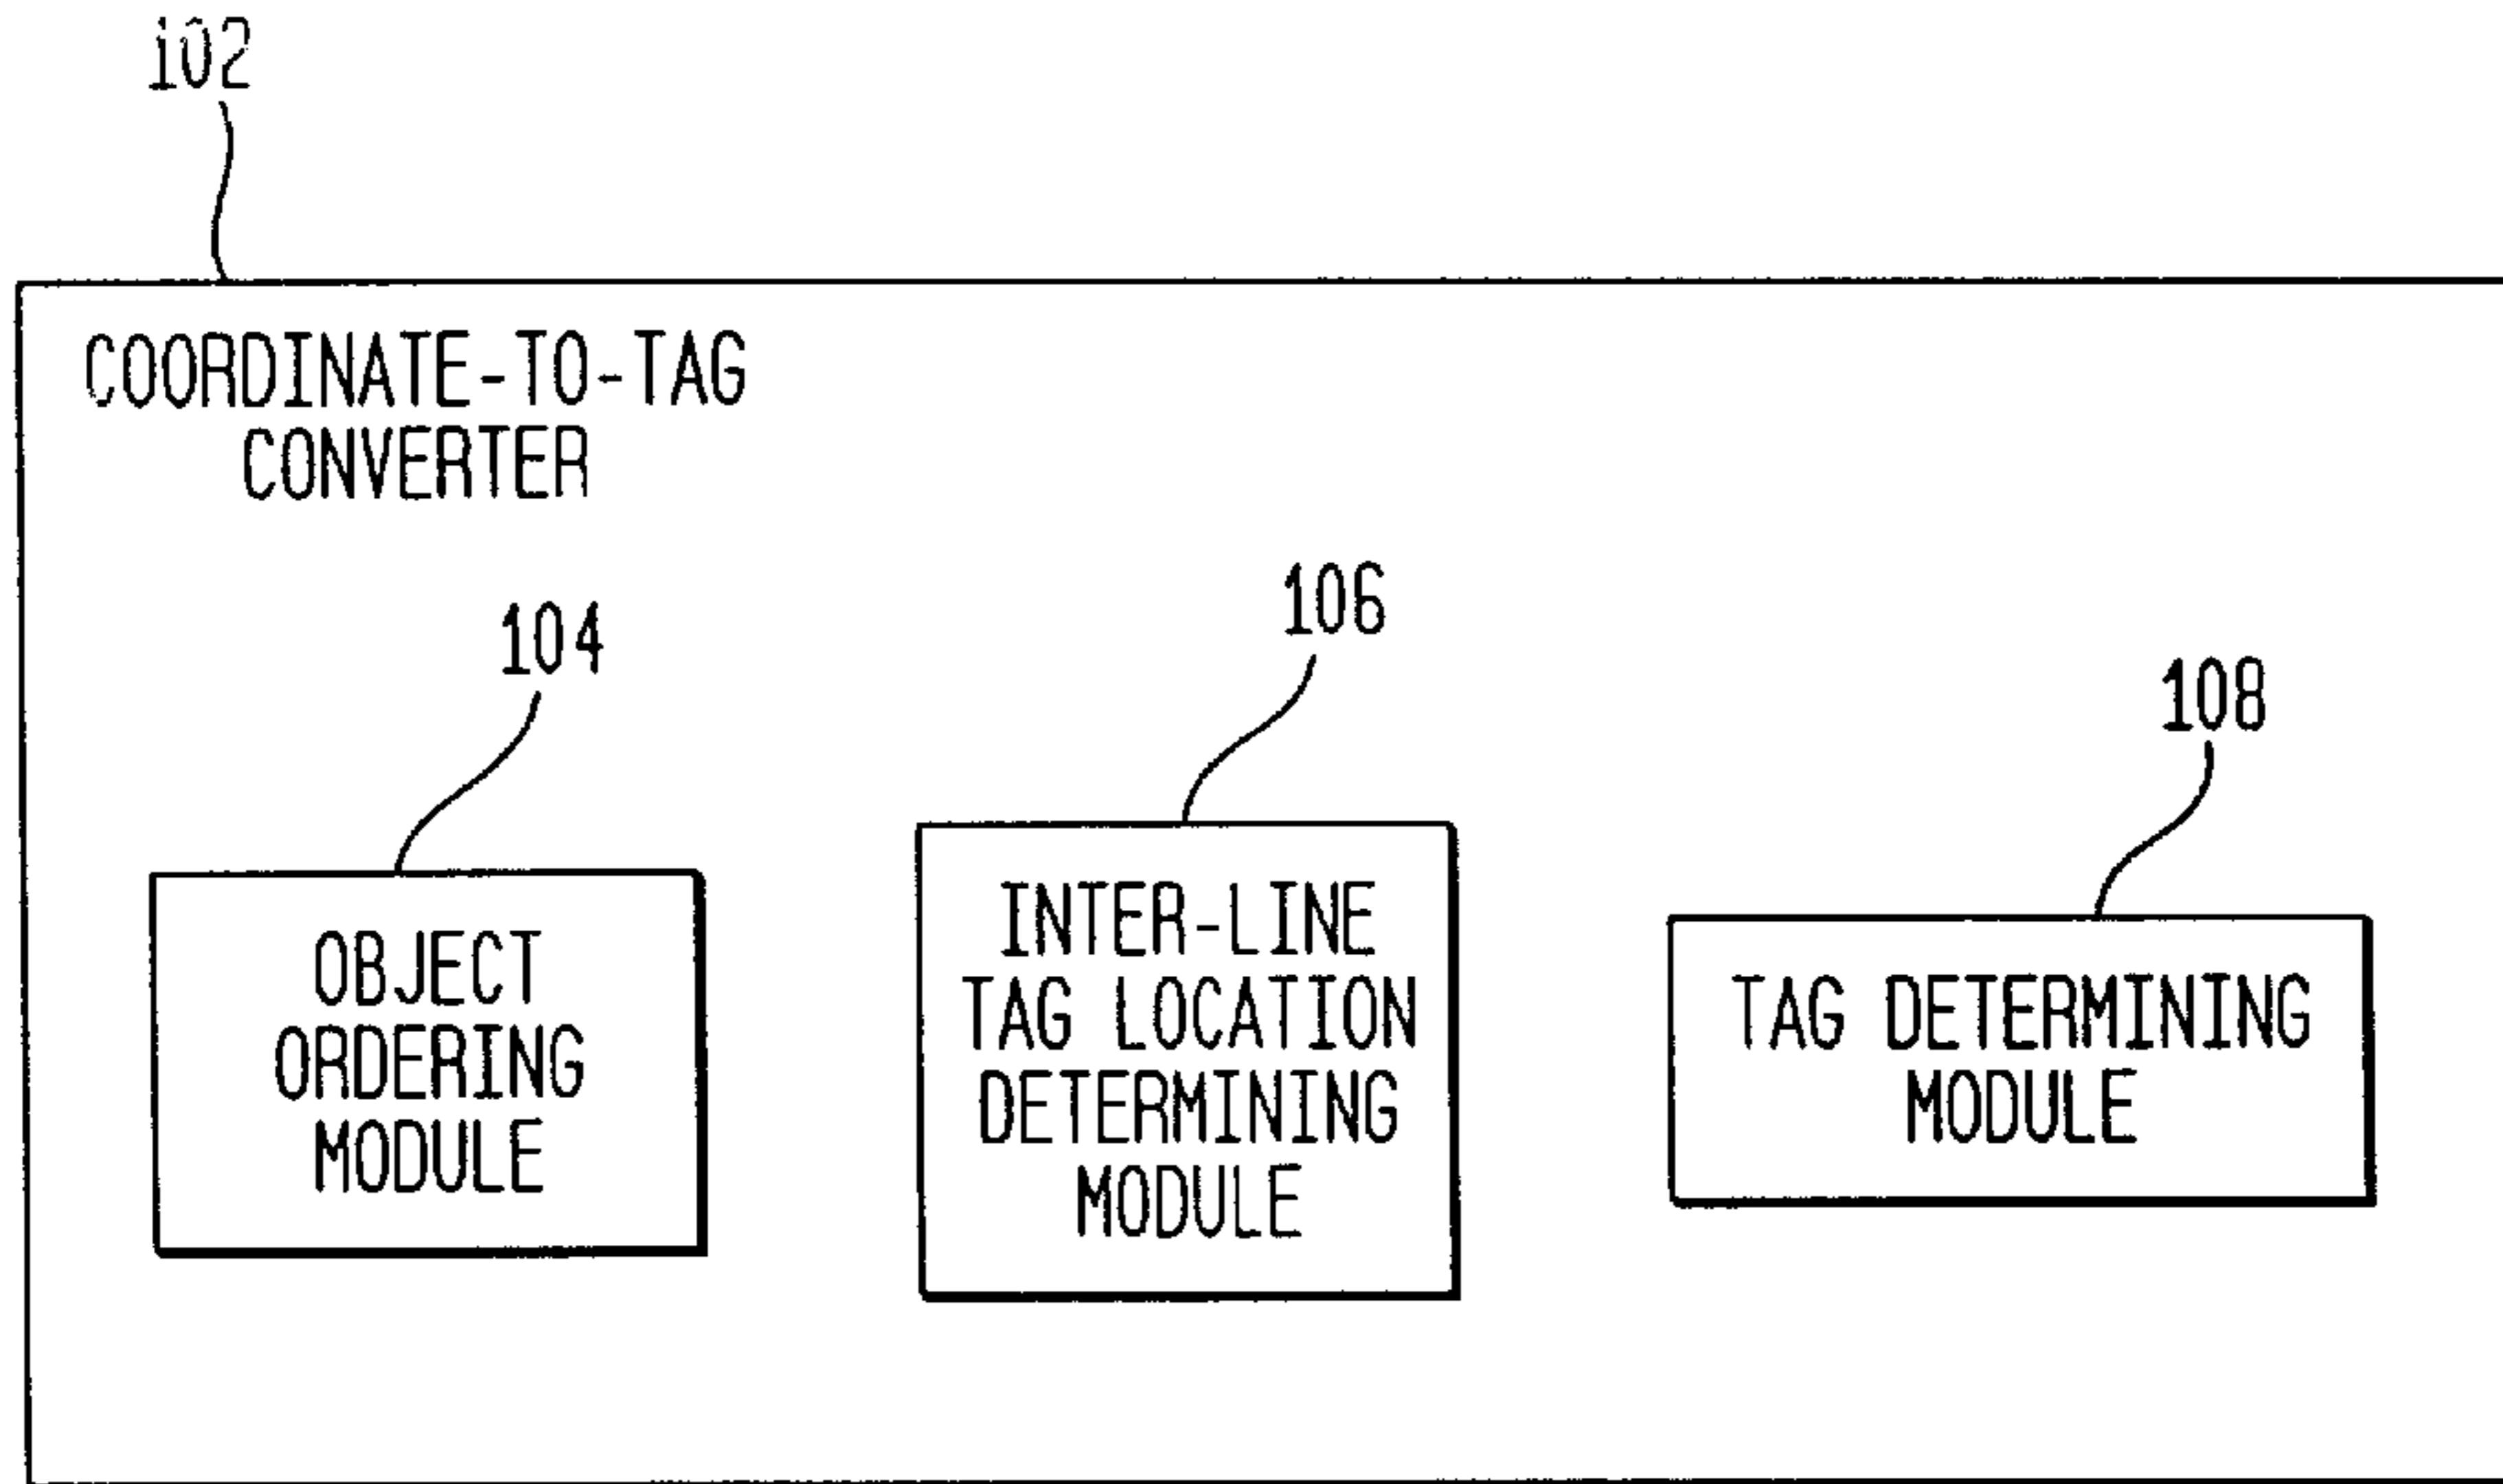 102
COORDINATE-TO-TAG
CONVERTER
104
OBJECT
ORDERING
MODULE
106
INTER-LINE
TAG LOCATION
DETERMINING
MODULE
108
TAG DETERMINING
MODULE